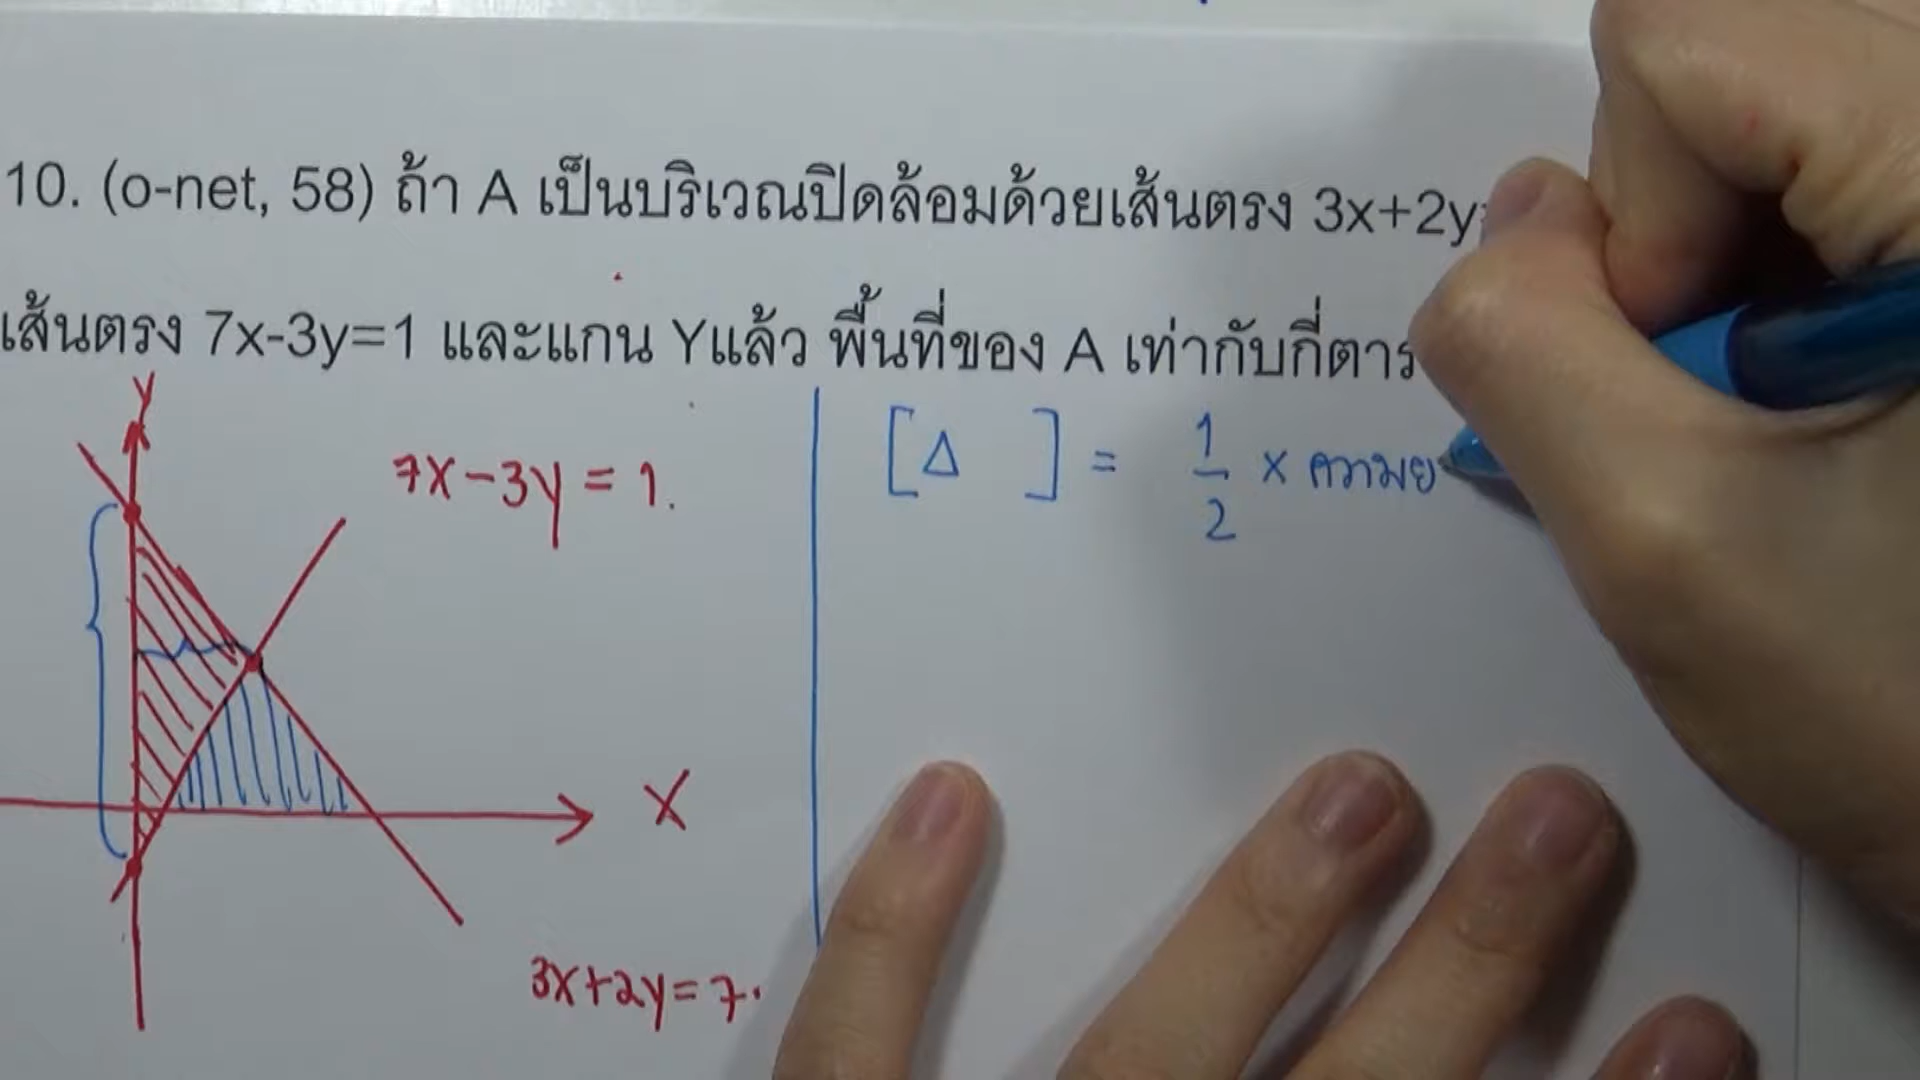 10. (o-net, 58) ถ้า A เป็นบริเวณปิดล้อมด้วยเส้นตรง 3x+2y
เส้นตรง 7x-3y=1 และแกน Yแล้ว พื้นที่ของ A เท่ากับกี่ตาร
y
7x-3y=1.
[Δ ] = 1/2 x ความย
X
3x+2y=7.